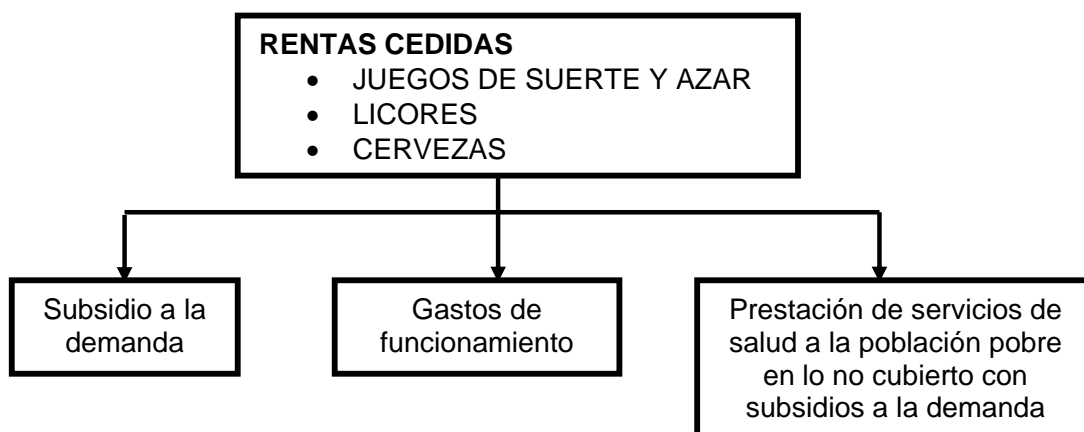 RENTAS CEDIDAS
• JUEGOS DE SUERTE Y AZAR
• LICORES
• CERVEZAS
Subsidio a la
demanda
Gastos de
funcionamiento
Prestación de servicios de
salud a la población pobre
en lo no cubierto con
subsidios a la demanda